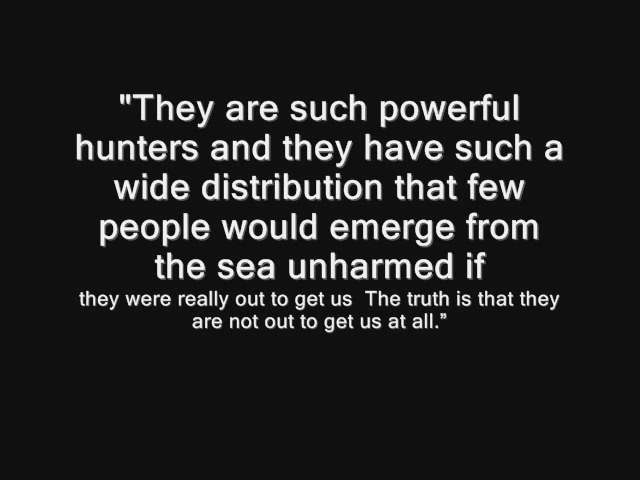 "They are such powerful
hunters and they have such a
wide distribution that few
people would emerge from
the sea unharmed if
they were really out to get us  The truth is that they
are not out to get us at all.”